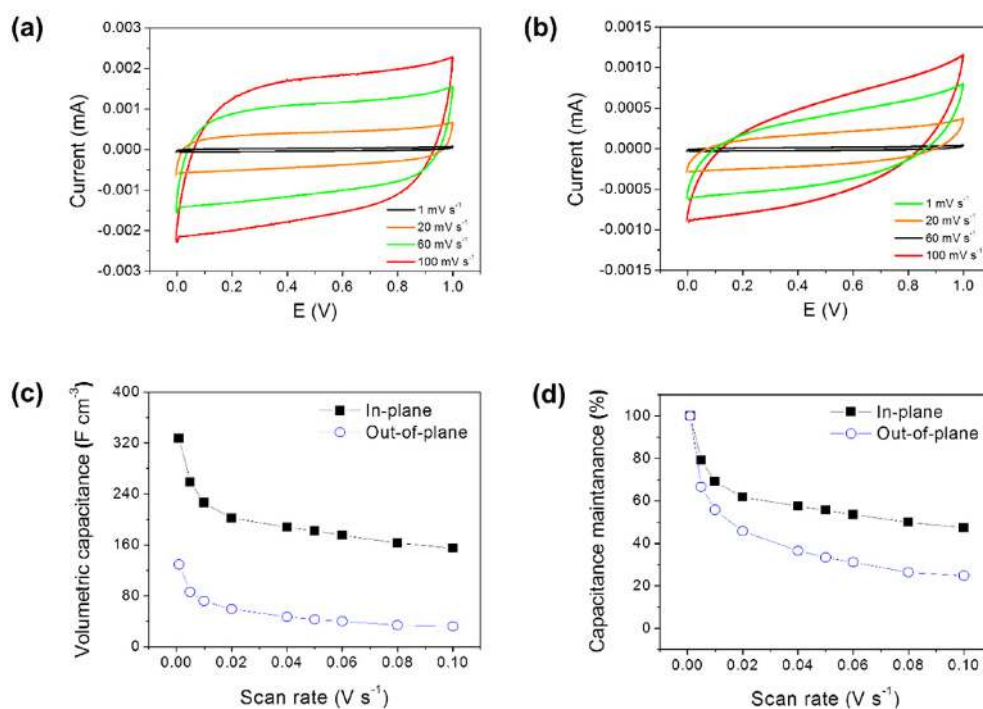 (a)
0.003
0.002
0.001
0.000
-0.001
-0.002
-0.003
Current (mA)
1 mV s⁻¹
20 mV s⁻¹
60 mV s⁻¹
100 mV s⁻¹
0.0 0.2 0.4 0.6 0.8 1.0
E (V)
(b)
0.0015
0.0010
0.0005
0.0000
-0.0005
-0.0010
-0.0015
Current (mA)
1 mV s⁻¹
20 mV s⁻¹
60 mV s⁻¹
100 mV s⁻¹
0.0 0.2 0.4 0.6 0.8 1.0
E (V)
(c)
400
320
240
160
80
0
Volumetric capacitance (F cm⁻³)
In-plane
Out-of-plane
0.00 0.02 0.04 0.06 0.08 0.10
Scan rate (V s⁻¹)
(d)
100
80
60
40
20
0
Capacitance maintanance (%)
In-plane
Out-of-plane
0.00 0.02 0.04 0.06 0.08 0.10
Scan rate (V s⁻¹)